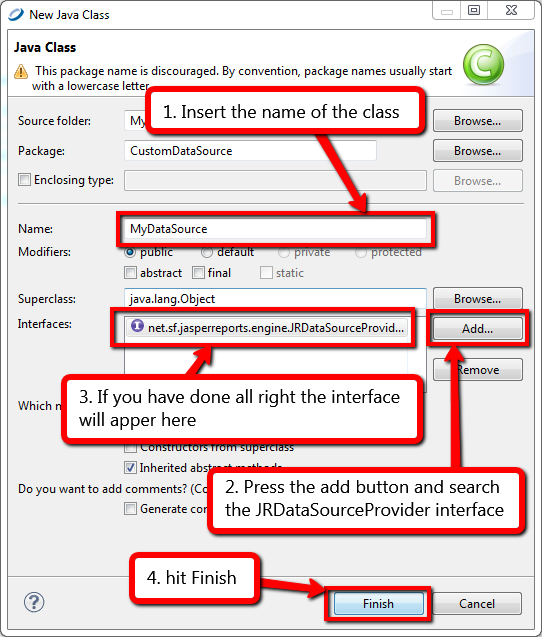 New Java Class
Java Class
This package name is discouraged. By convention, package names usually start
with a lowercase letter
1. Insert the name of the class
Source folder:
My
Browse...
Package:
CustomDataSource
Browse...
Enclosing type:
Browse...
Name:
MyDataSource
Modifiers:
public
default
private
protected
abstract
final
static
Superclass:
java.lang.Object
Browse...
Interfaces:
net.sf.jasperreports.engine.JRDataSourceProvid...
Add...
Remove
3. If you have done all right the interface
will apper here
Which
Constructors from superclass
Inherited abstract methods
Do you want to add comments? (Co
Generate co
2. Press the add button and search
the JRDataSourceProvider interface
4. hit Finish
?
Finish
Cancel